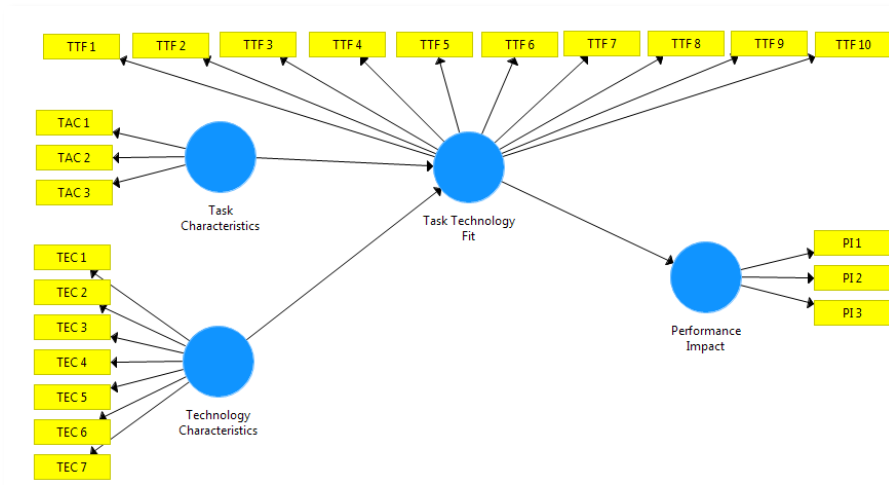 TTF 1
TTF 2
TTF 3
TTF 4
TTF 5
TTF 6
TTF 7
TTF 8
TTF 9
TTF 10
TAC 1
TAC 2
TAC 3
Task
Characteristics
Task Technology
Fit
TEC 1
TEC 2
TEC 3
TEC 4
TEC 5
TEC 6
TEC 7
Technology
Characteristics
PI 1
PI 2
PI 3
Performance
Impact